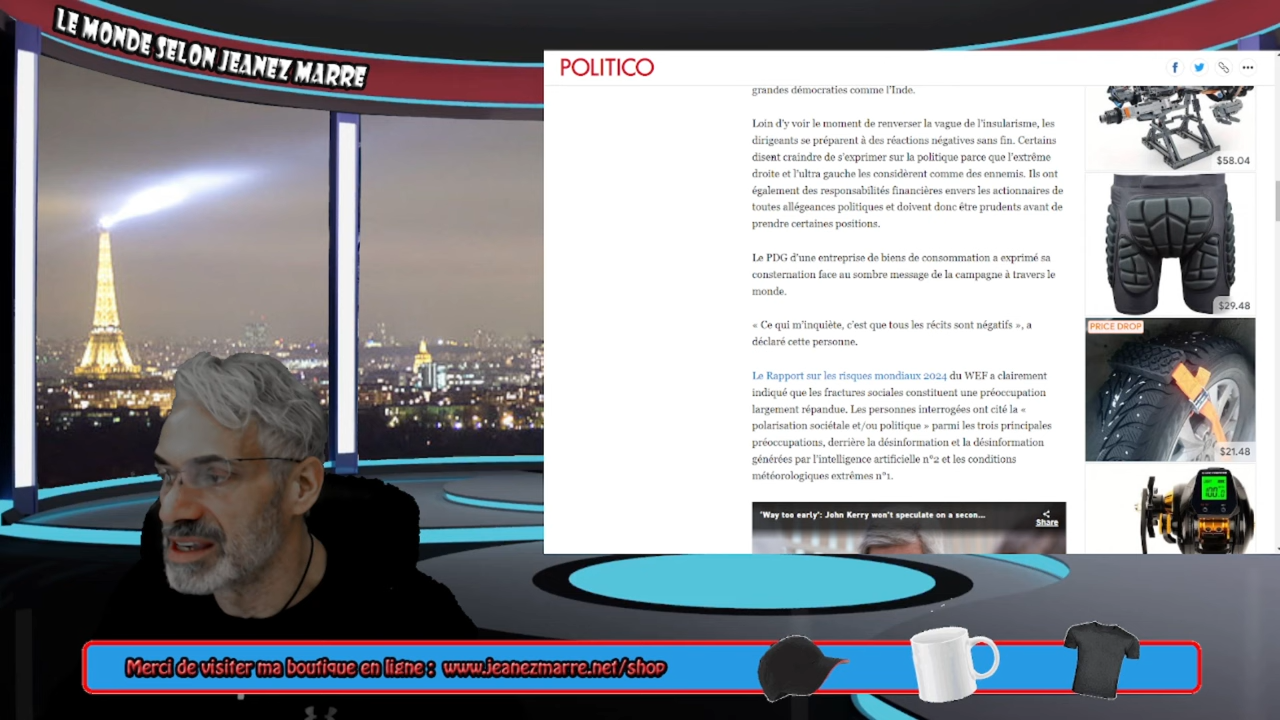 LE MONDE SELON JEANEZ MARRE
POLITICO
grandes démocraties comme l'Inde.
Loin d'y voir le moment de renverser la vague de l'insularisme, les
dirigeants se préparent à des réactions négatives sans fin. Certains
disent craindre de s'exprimer sur la politique parce que l'extrême
droite et l'ultra gauche les considèrent comme des ennemis. Ils ont
également des responsabilités financières envers les actionnaires de
toutes allégeances politiques et doivent donc être prudents avant de
prendre certaines positions.
Le PDG d'une entreprise de biens de consommation a exprimé sa
consternation face au sombre message de la campagne à travers le
monde.
« Ce qui m'inquiète, c'est que tous les récits sont négatifs », a
déclaré cette personne.
Le Rapport sur les risques mondiaux 2024 du WEF a clairement
indiqué que les fractures sociales constituent une préoccupation
largement répandue. Les personnes interrogées ont cité la «
polarisation sociétale et/ou politique » parmi les trois principales
préoccupations, derrière la désinformation et la désinformation
générées par l'intelligence artificielle n°2 et les conditions
météorologiques extrêmes n°1.
'Way too early': John Kerry won't speculate on a secon...
Share
$58.04
$29.48
PRICE DROP
$21.48
Merci de visiter ma boutique en ligne : www.jeanezmarre.net/shop